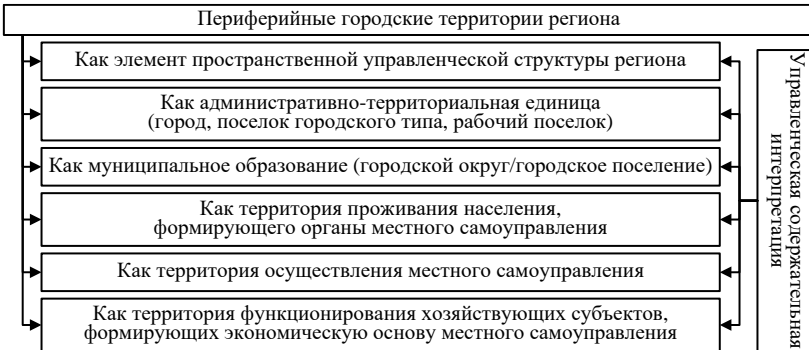 Периферийные городские территории региона
Как элемент пространственной управленческой структуры региона
Как административно-территориальная единица
(город, поселок городского типа, рабочий поселок)
Как муниципальное образование (городской округ/городское поселение)
Как территория проживания населения,
формирующего органы местного самоуправления
Как территория осуществления местного самоуправления
Как территория функционирования хозяйствующих субъектов,
формирующих экономическую основу местного самоуправления
Управленческая содержательная
интерпретация